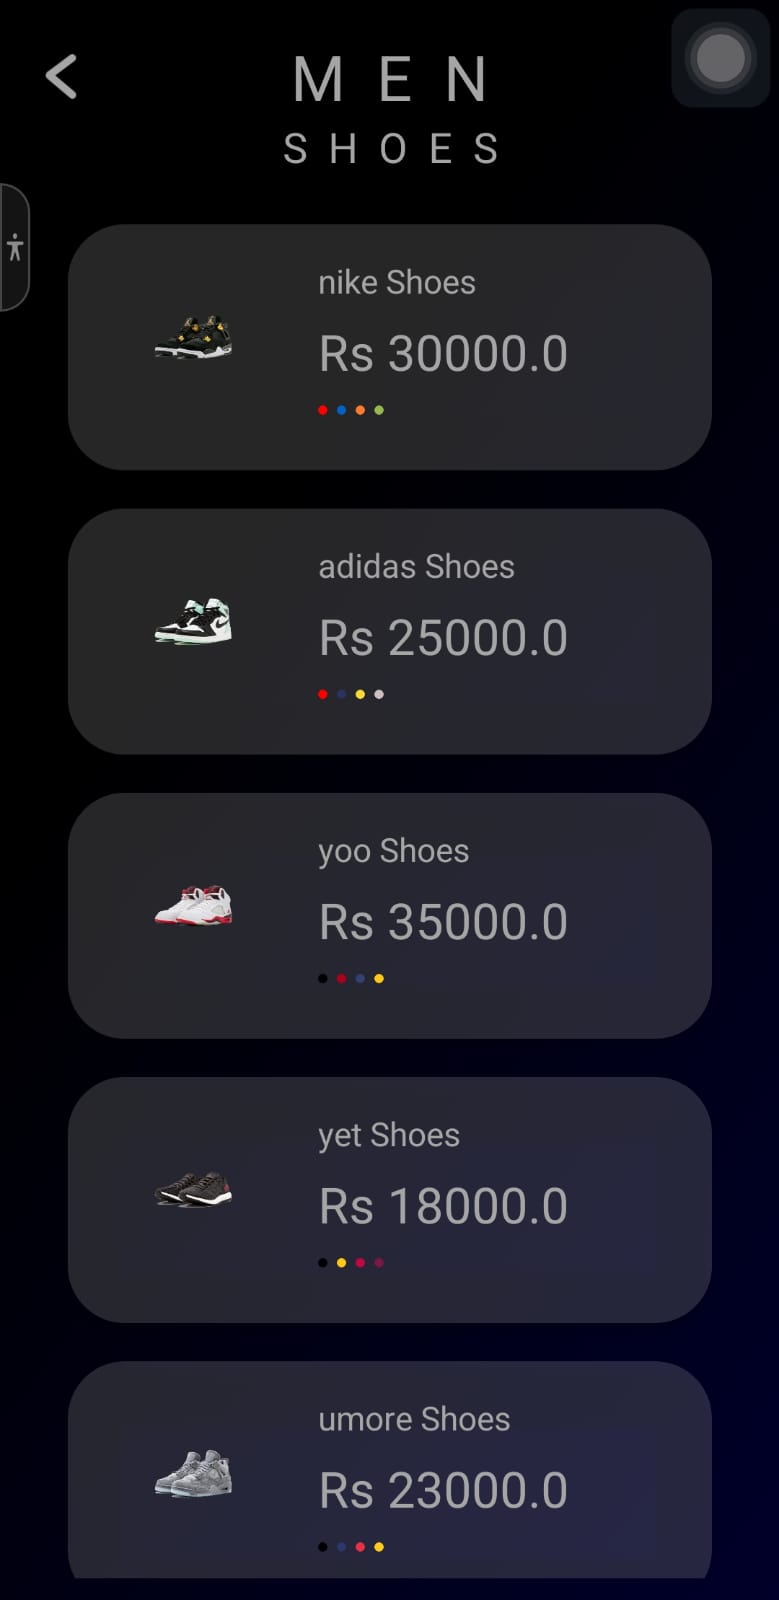 MEN
SHOES
nike Shoes
Rs 30000.0
adidas Shoes
Rs 25000.0
yoo Shoes
Rs 35000.0
yet Shoes
Rs 18000.0
umore Shoes
Rs 23000.0